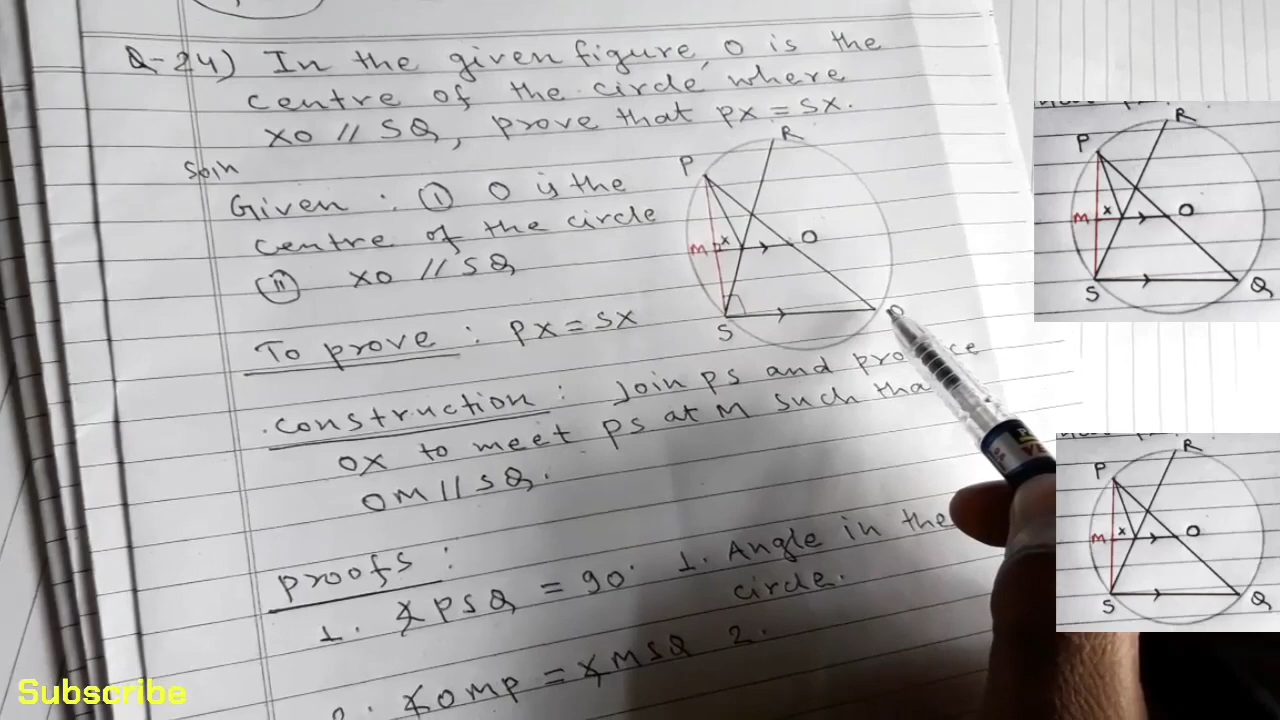 Q-24) In the given figure, O is the
centre of the circle where
XO // SQ, prove that PX = SX.
Soln
Given : (i) O is the
centre of the circle
(ii) XO // SQ
To prove : PX = SX
Construction : Join PS and produce
OX to meet PS at M such that
OM // SQ.
Proofs :
1. ∠PSQ = 90° 1. Angle in the
circle.
2. ∠OMP = ∠MSQ 2.
P
R
M
X
O
S
P
R
M
X
O
S
Q
P
R
M
X
O
S
Q
Subscribe